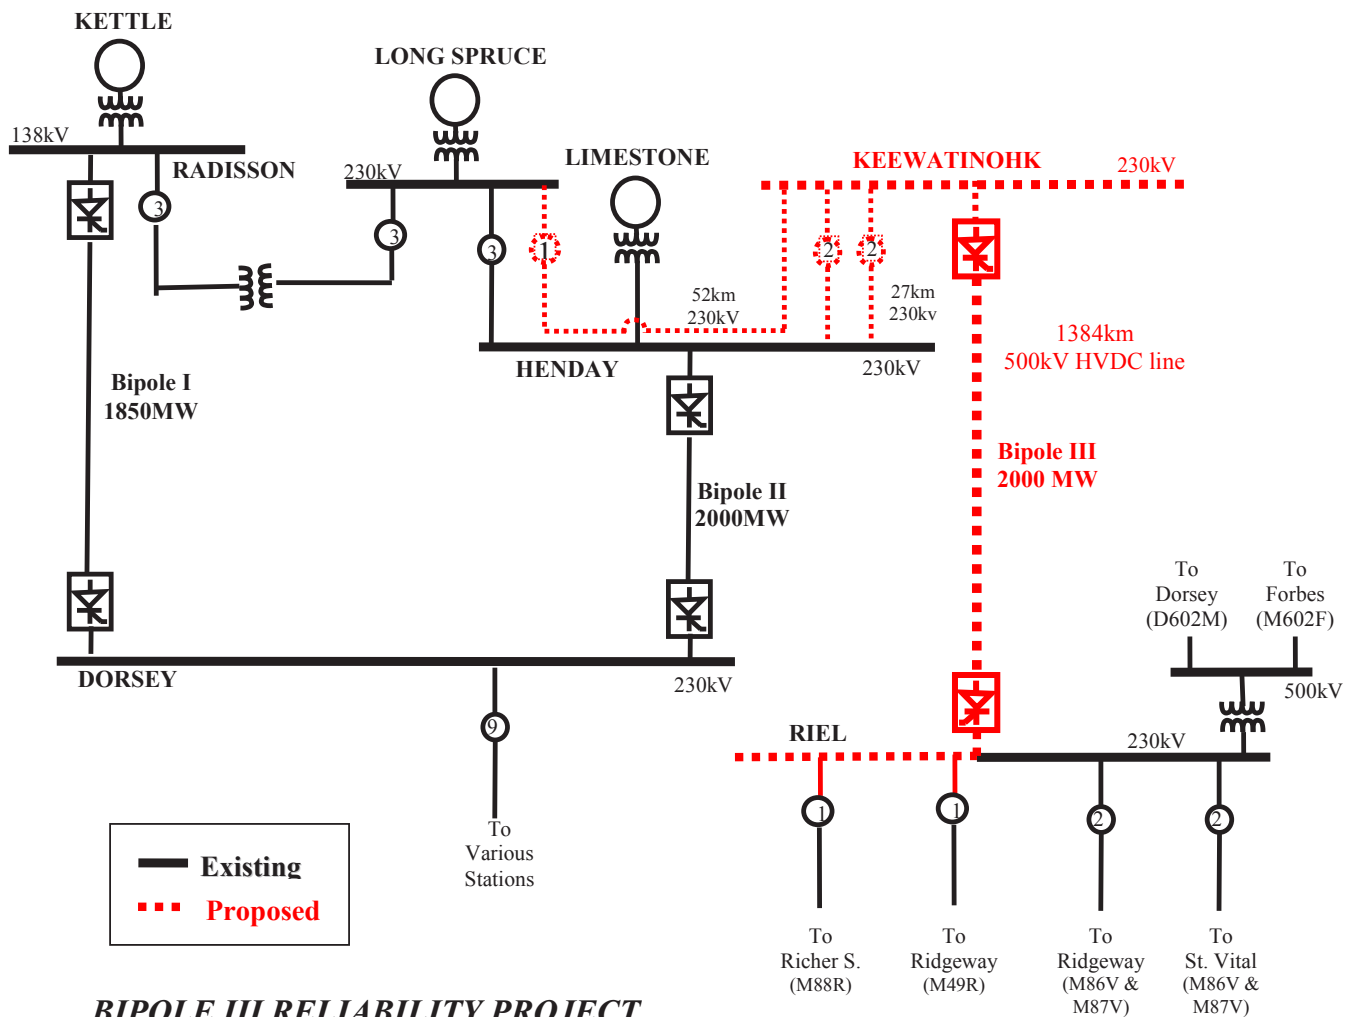 KETTLE
LONG SPRUCE
138kV
RADISSON
LIMESTONE
KEEWATINOHK
230kV
230kV
3
3
3
1
2
2
52km
230kV
27km
230kv
1384km
500kV HVDC line
HENDAY
230kV
Bipole I
1850MW
Bipole II
2000MW
Bipole III
2000 MW
To
Dorsey
(D602M)
To
Forbes
(M602F)
500kV
DORSEY
230kV
9
To
Various
Stations
RIEL
230kV
1
1
2
2
To
Richer S.
(M88R)
To
Ridgeway
(M49R)
To
Ridgeway
(M86V &
M87V)
To
St. Vital
(M86V &
M87V)
Existing
Proposed
BIPOLE III RELIABILITY PROJECT